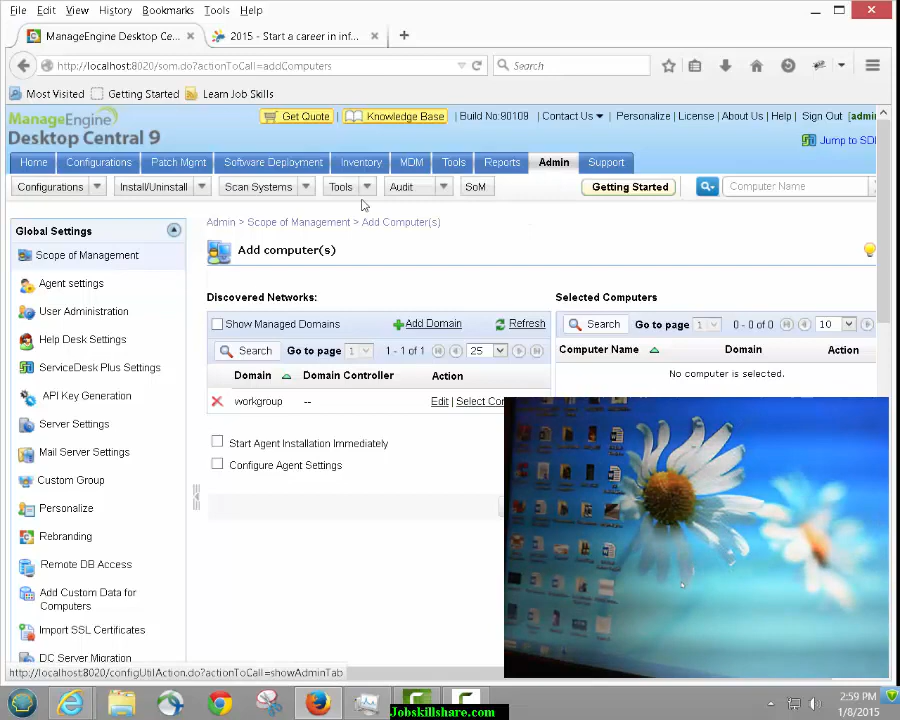 File Edit View History Bookmarks Tools Help
ManageEngine Desktop Cen...
2015 - Start a career in inf...
http://localhost:8020/som.do?actionToCall=addComputers
Search
Most Visited Getting Started Learn Job Skills
ManageEngine
Desktop Central 9
Get Quote Knowledge Base Build No:90109 Contact Us Personalize License About Us Help Sign Out [admi
Jump to SD
Home Configurations Patch Mgmt Software Deployment Inventory MDM Tools Reports Admin Support
Configurations Install/Uninstall Scan Systems Tools Audit SoM Getting Started Computer Name
Global Settings
Scope of Management
Agent settings
User Administration
Help Desk Settings
ServiceDesk Plus Settings
API Key Generation
Server Settings
Mail Server Settings
Custom Group
Personalize
Rebranding
Remote DB Access
Add Custom Data for
Computers
Import SSL Certificates
DC Server Migration
Admin > Scope of Management > Add Computer(s)
Add computer(s)
Discovered Networks:
Show Managed Domains Add Domain Refresh
Search Go to page 1 1 - 1 of 1 25
Domain Domain Controller Action
workgroup -- Edit | Select Con
Start Agent Installation Immediately
Configure Agent Settings
Selected Computers
Search Go to page 1 0 - 0 of 0 10
Computer Name Domain Action
No computer is selected.
http://localhost:8020/configUtilAction.do?actionToCall=showAdminTab
Jobskillshare.com
2:59 PM
1/8/2015